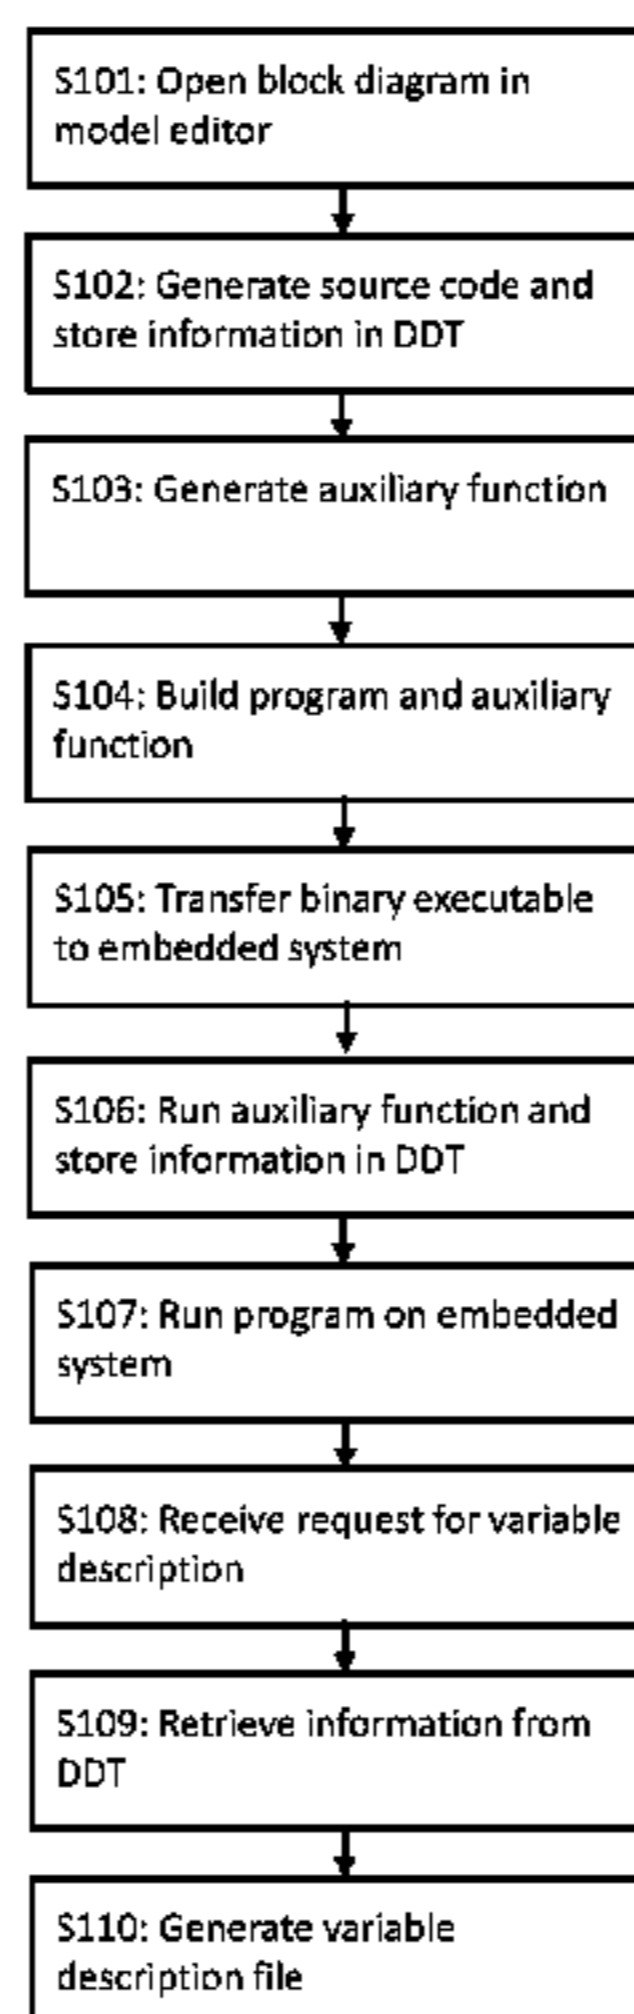 S101: Open block diagram in
model editor
S102: Generate source code and
store information in DDT
S103: Generate auxiliary function
S104: Build program and auxiliary
function
S105: Transfer binary executable
to embedded system
S106: Run auxiliary function and
store information in DDT
S107: Run program on embedded
system
S108: Receive request for variable
description
S109: Retrieve information from
DDT
S110: Generate variable
description file